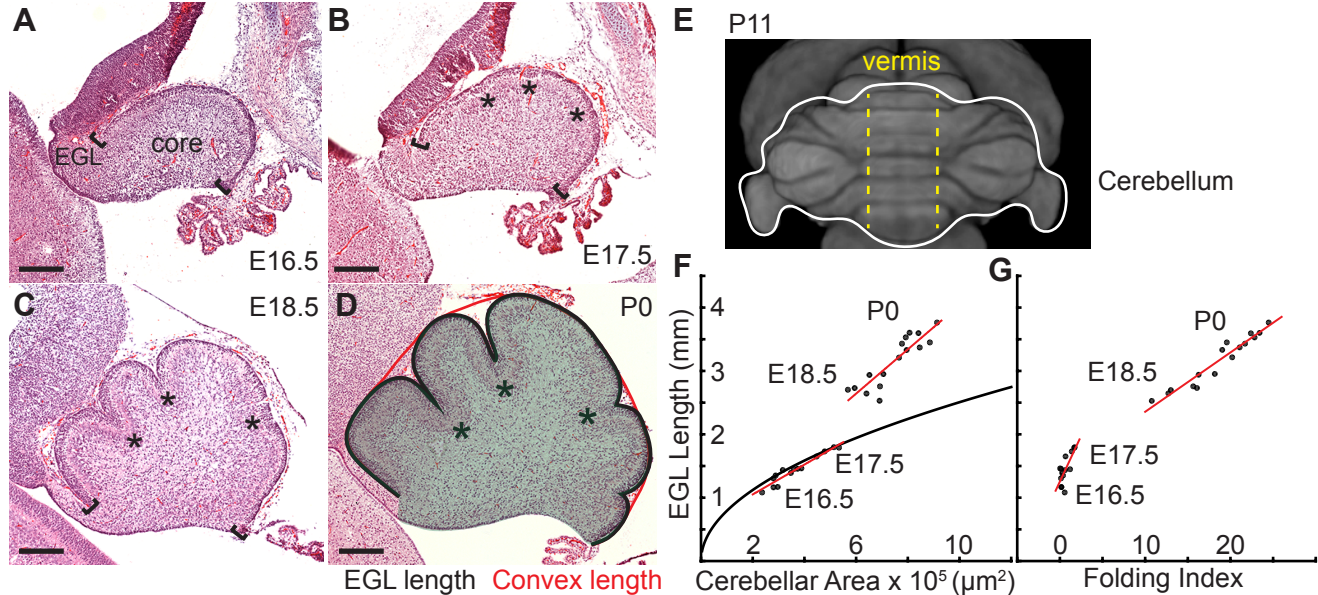 A
EGL
core
E16.5
B
* * *
E17.5
C
E18.5
* * *
D
P0
* * *
EGL length Convex length
E
P11
vermis
Cerebellum
F
EGL Length (mm)
4
3
2
1
P0
E18.5
E17.5
E16.5
2 6 10
Cerebellar Area x 10⁵ (µm²)
G
P0
E18.5
E17.5
E16.5
0 10 20
Folding Index